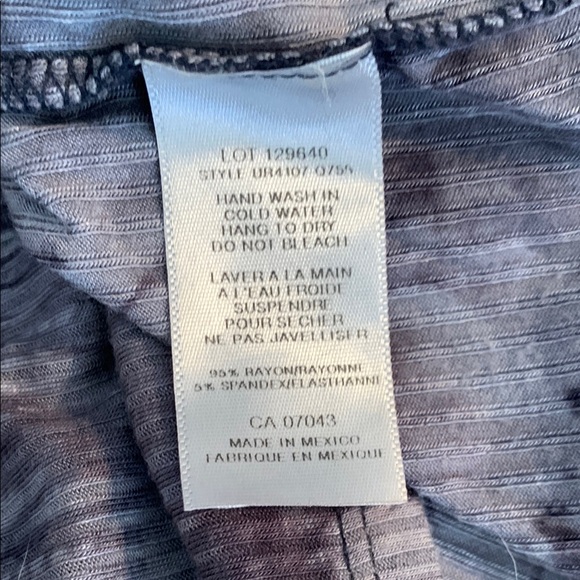 LOT 129640
STYLE UR4107-Q755
HAND WASH IN
COLD WATER
HANG TO DRY
DO NOT BLEACH
LAVER A LA MAIN
A L'EAU FROIDE
SUSPENDRE
POUR SECHER
NE PAS JAVELLISER
95% RAYON/RAYONNE
5% SPANDEX/ELASTHANNE
CA 07043
MADE IN MEXICO
FABRIQUE EN MEXIQUE